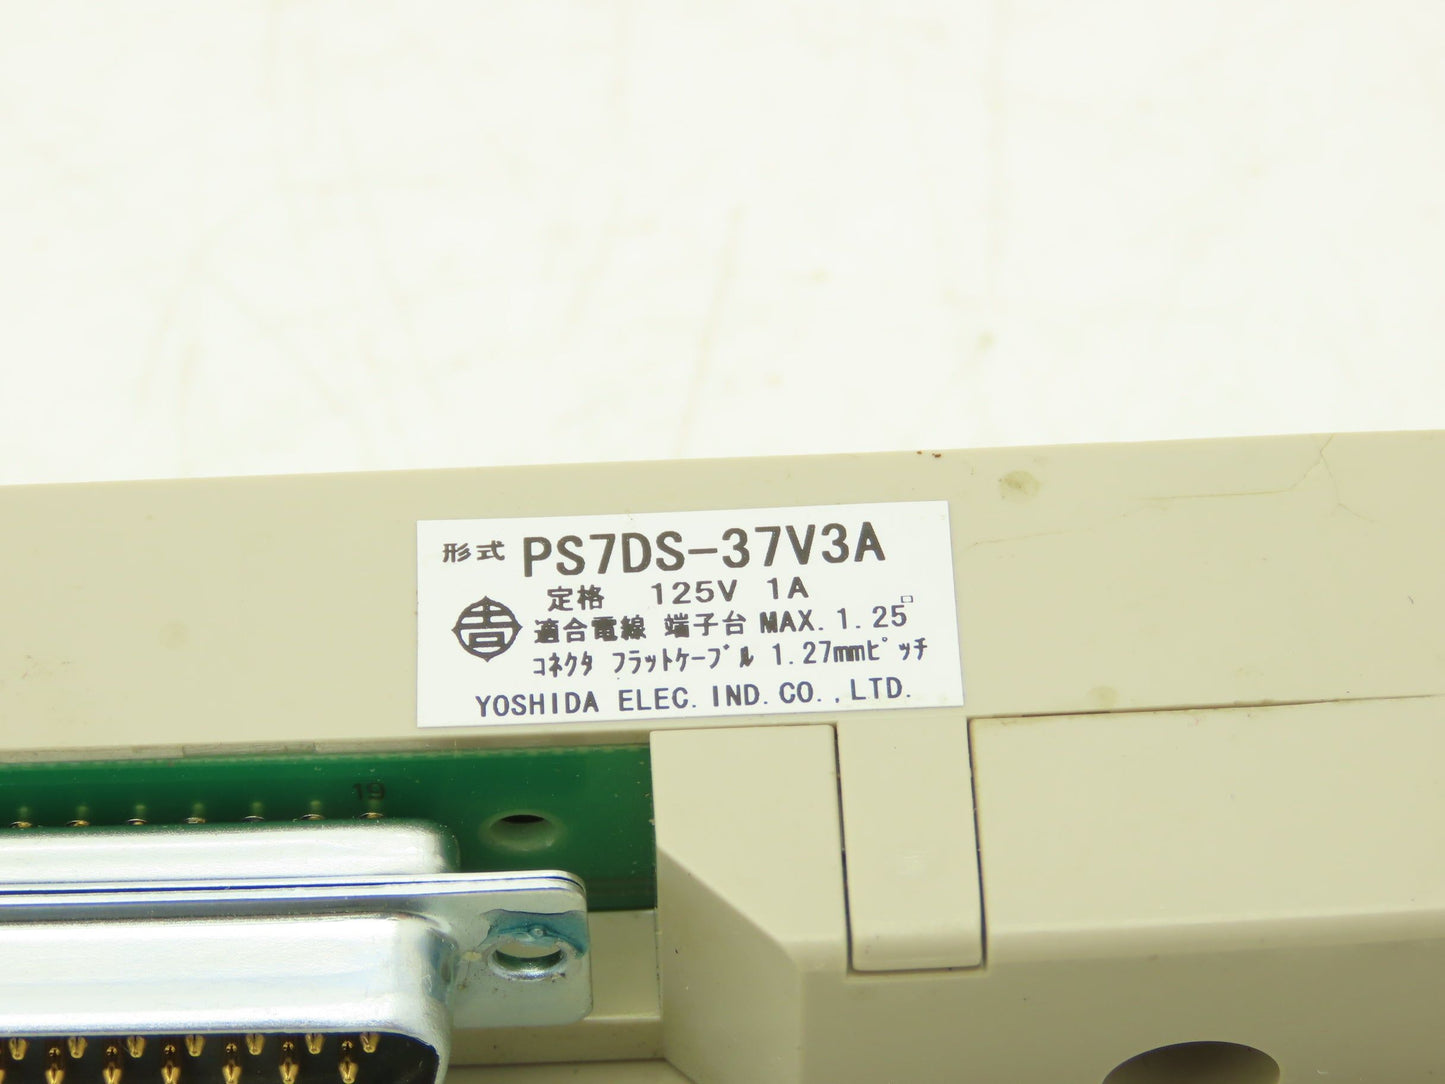 形式 PS7DS-37V3A
定格 125V 1A
吉 適合電線 端子台 MAX. 1.25□
コネクタ フラットケーブル 1.27mmピッチ
YOSHIDA ELEC. IND. CO., LTD.
19